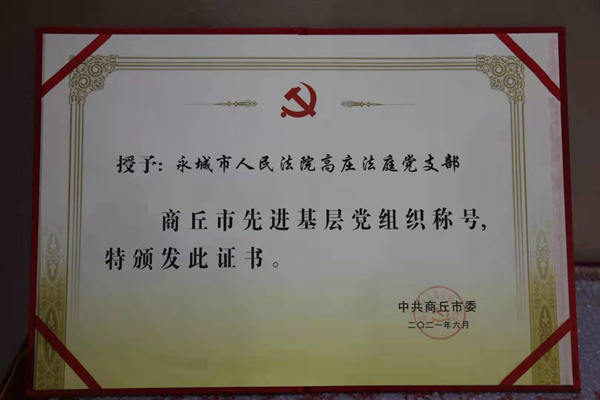 授予：永城市人民法院高庄法庭党支部
商丘市先进基层党组织称号，
特颁发此证书。
中共商丘市委
二〇二一年六月